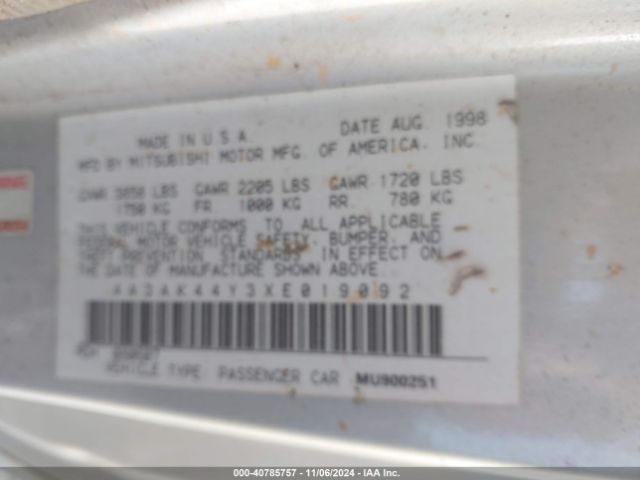 MADE IN U.S.A. DATE AUG. 1998
MFD BY MITSUBISHI MOTOR MFG. OF AMERICA, INC.
GVWR 3858 LBS GAWR 2205 LBS GAWR 1720 LBS
1750 KG FR. 1000 KG RR. 780 KG
THIS VEHICLE CONFORMS TO ALL APPLICABLE
FEDERAL MOTOR VEHICLE SAFETY, BUMPER, AND
THEFT PREVENTION STANDARDS IN EFFECT ON
THE DATE OF MANUFACTURE SHOWN ABOVE.
4A3AK44Y3XE019092
VEHICLE TYPE: PASSENGER CAR MU900251
000-40785757 - 11/06/2024 - IAA Inc.